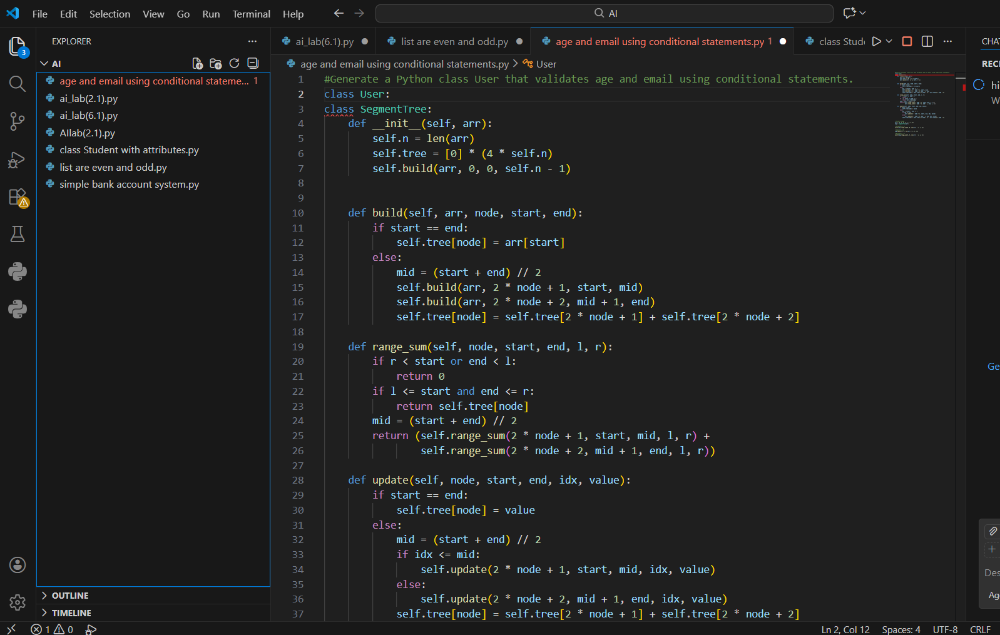 File Edit Selection View Go Run Terminal Help
AI
3
EXPLORER
AI
age and email using conditional stateme... 1
ai_lab(2.1).py
ai_lab(6.1).py
AIlab(2.1).py
class Student with attributes.py
list are even and odd.py
simple bank account system.py
OUTLINE
TIMELINE
ai_lab(6.1).py
list are even and odd.py
age and email using conditional statements.py 1
class Stude
age and email using conditional statements.py > User
1 #Generate a Python class User that validates age and email using conditional statements.
2 class User:
3 class SegmentTree:
4     def __init__(self, arr):
5         self.n = len(arr)
6         self.tree = [0] * (4 * self.n)
7         self.build(arr, 0, 0, self.n - 1)
8
9
10     def build(self, arr, node, start, end):
11         if start == end:
12             self.tree[node] = arr[start]
13         else:
14             mid = (start + end) // 2
15             self.build(arr, 2 * node + 1, start, mid)
16             self.build(arr, 2 * node + 2, mid + 1, end)
17             self.tree[node] = self.tree[2 * node + 1] + self.tree[2 * node + 2]
18
19     def range_sum(self, node, start, end, l, r):
20         if r < start or end < l:
21             return 0
22         if l <= start and end <= r:
23             return self.tree[node]
24         mid = (start + end) // 2
25         return (self.range_sum(2 * node + 1, start, mid, l, r) +
26                 self.range_sum(2 * node + 2, mid + 1, end, l, r))
27
28     def update(self, node, start, end, idx, value):
29         if start == end:
30             self.tree[node] = value
31         else:
32             mid = (start + end) // 2
33             if idx <= mid:
34                 self.update(2 * node + 1, start, mid, idx, value)
35             else:
36                 self.update(2 * node + 2, mid + 1, end, idx, value)
37             self.tree[node] = self.tree[2 * node + 1] + self.tree[2 * node + 2]
CHA
REC
hi
W
Ge
Des
Ag
1 0
Ln 2, Col 12 Spaces: 4 UTF-8 CRLF